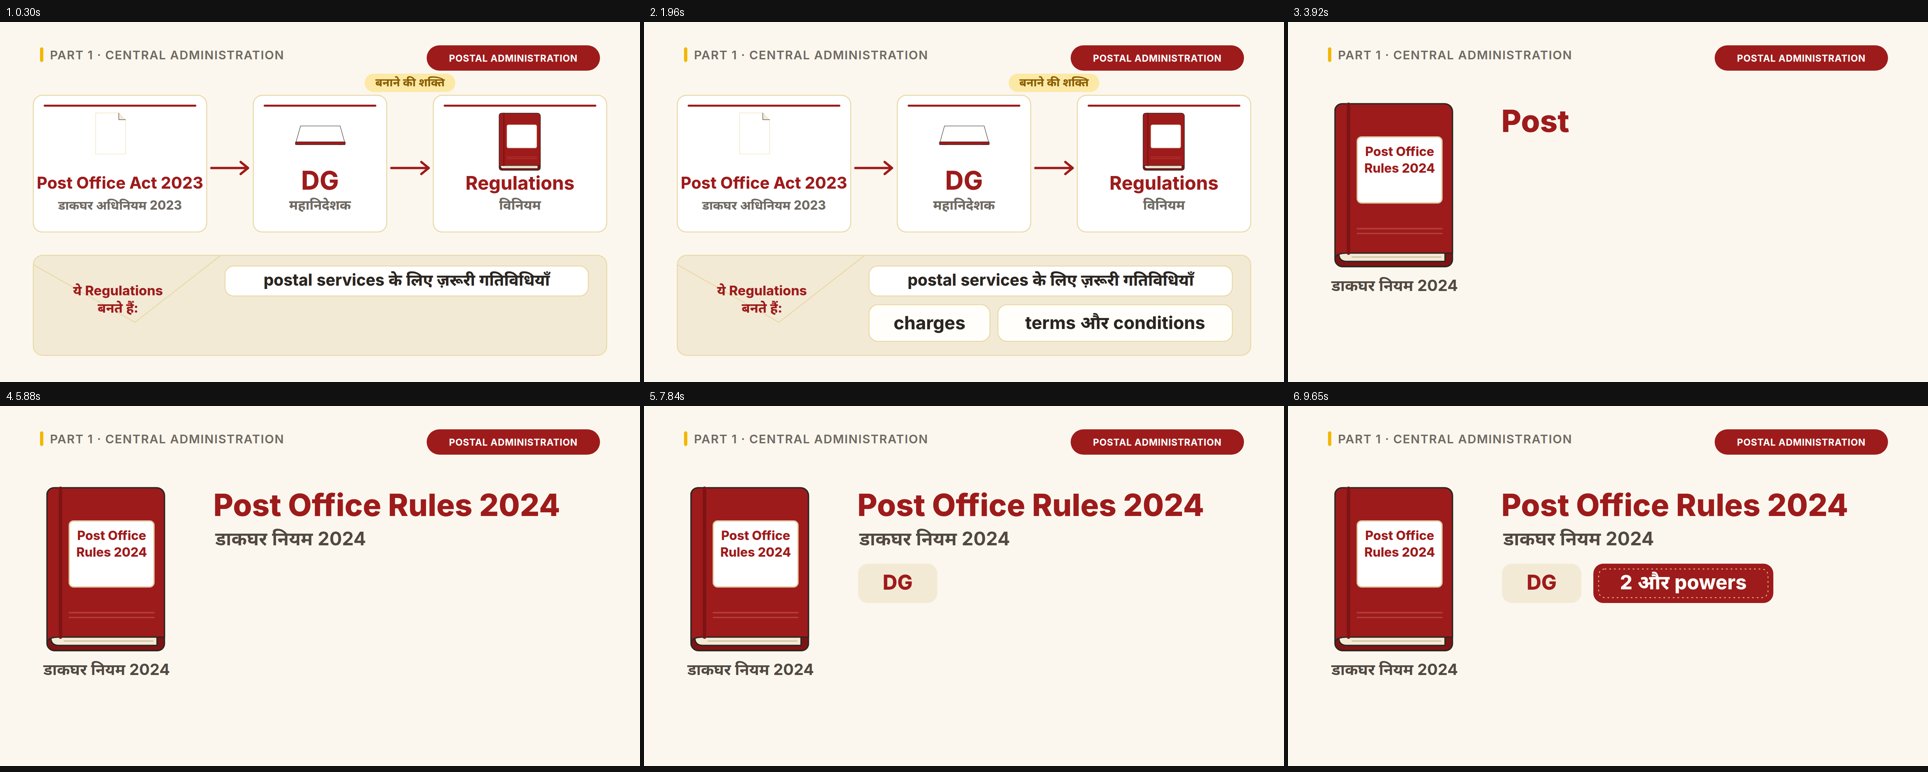 1. 0.30s
PART 1 · CENTRAL ADMINISTRATION
POSTAL ADMINISTRATION
बनाने की शक्ति
Post Office Act 2023
डाकघर अधिनियम 2023
DG
महानिदेशक
Regulations
विनियम
ये Regulations
बनते हैं:
postal services के लिए ज़रूरी गतिविधियाँ
2. 1.96s
PART 1 · CENTRAL ADMINISTRATION
POSTAL ADMINISTRATION
बनाने की शक्ति
Post Office Act 2023
डाकघर अधिनियम 2023
DG
महानिदेशक
Regulations
विनियम
ये Regulations
बनते हैं:
postal services के लिए ज़रूरी गतिविधियाँ
charges
terms और conditions
3. 3.92s
PART 1 · CENTRAL ADMINISTRATION
POSTAL ADMINISTRATION
Post Office
Rules 2024
डाकघर नियम 2024
Post
4. 5.88s
PART 1 · CENTRAL ADMINISTRATION
POSTAL ADMINISTRATION
Post Office
Rules 2024
डाकघर नियम 2024
Post Office Rules 2024
डाकघर नियम 2024
5. 7.84s
PART 1 · CENTRAL ADMINISTRATION
POSTAL ADMINISTRATION
Post Office
Rules 2024
डाकघर नियम 2024
Post Office Rules 2024
डाकघर नियम 2024
DG
6. 9.65s
PART 1 · CENTRAL ADMINISTRATION
POSTAL ADMINISTRATION
Post Office
Rules 2024
डाकघर नियम 2024
Post Office Rules 2024
डाकघर नियम 2024
DG
2 और powers